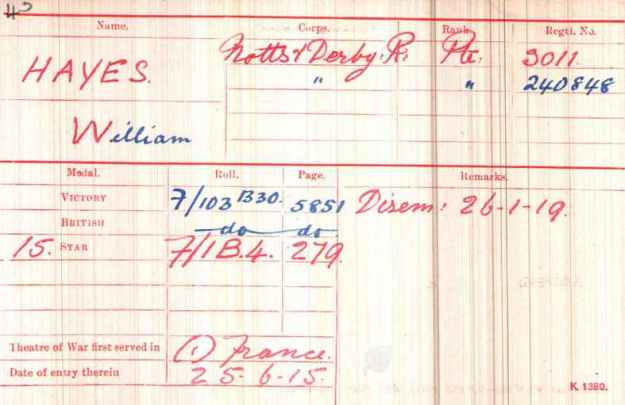 Name. Corps. Rank. Regtl. No.
HAYES. Notts & Derby. R. Pte. 3011.
" " 240848
William
Medal. Roll. Page. Remarks.
VICTORY 7/103 B30. 5851 Disem: 26-1-19.
BRITISH do do
15. STAR 7/1 B.4. 279.
Theatre of War first served in (1) France.
Date of entry therein 25-6-15.
K 1380.